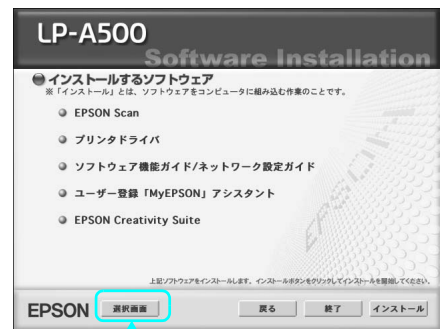 LP-A500
Software Installation
インストールするソフトウェア
※「インストール」とは、ソフトウェアをコンピュータに組み込む作業のことです。
EPSON Scan
プリンタドライバ
ソフトウェア機能ガイド/ネットワーク設定ガイド
ユーザー登録「MyEPSON」アシスタント
EPSON Creativity Suite
EPSON
上記ソフトウェアをインストールします。インストールボタンをクリックしてインストールを開始してください。
EPSON 選択画面 戻る 終了 インストール